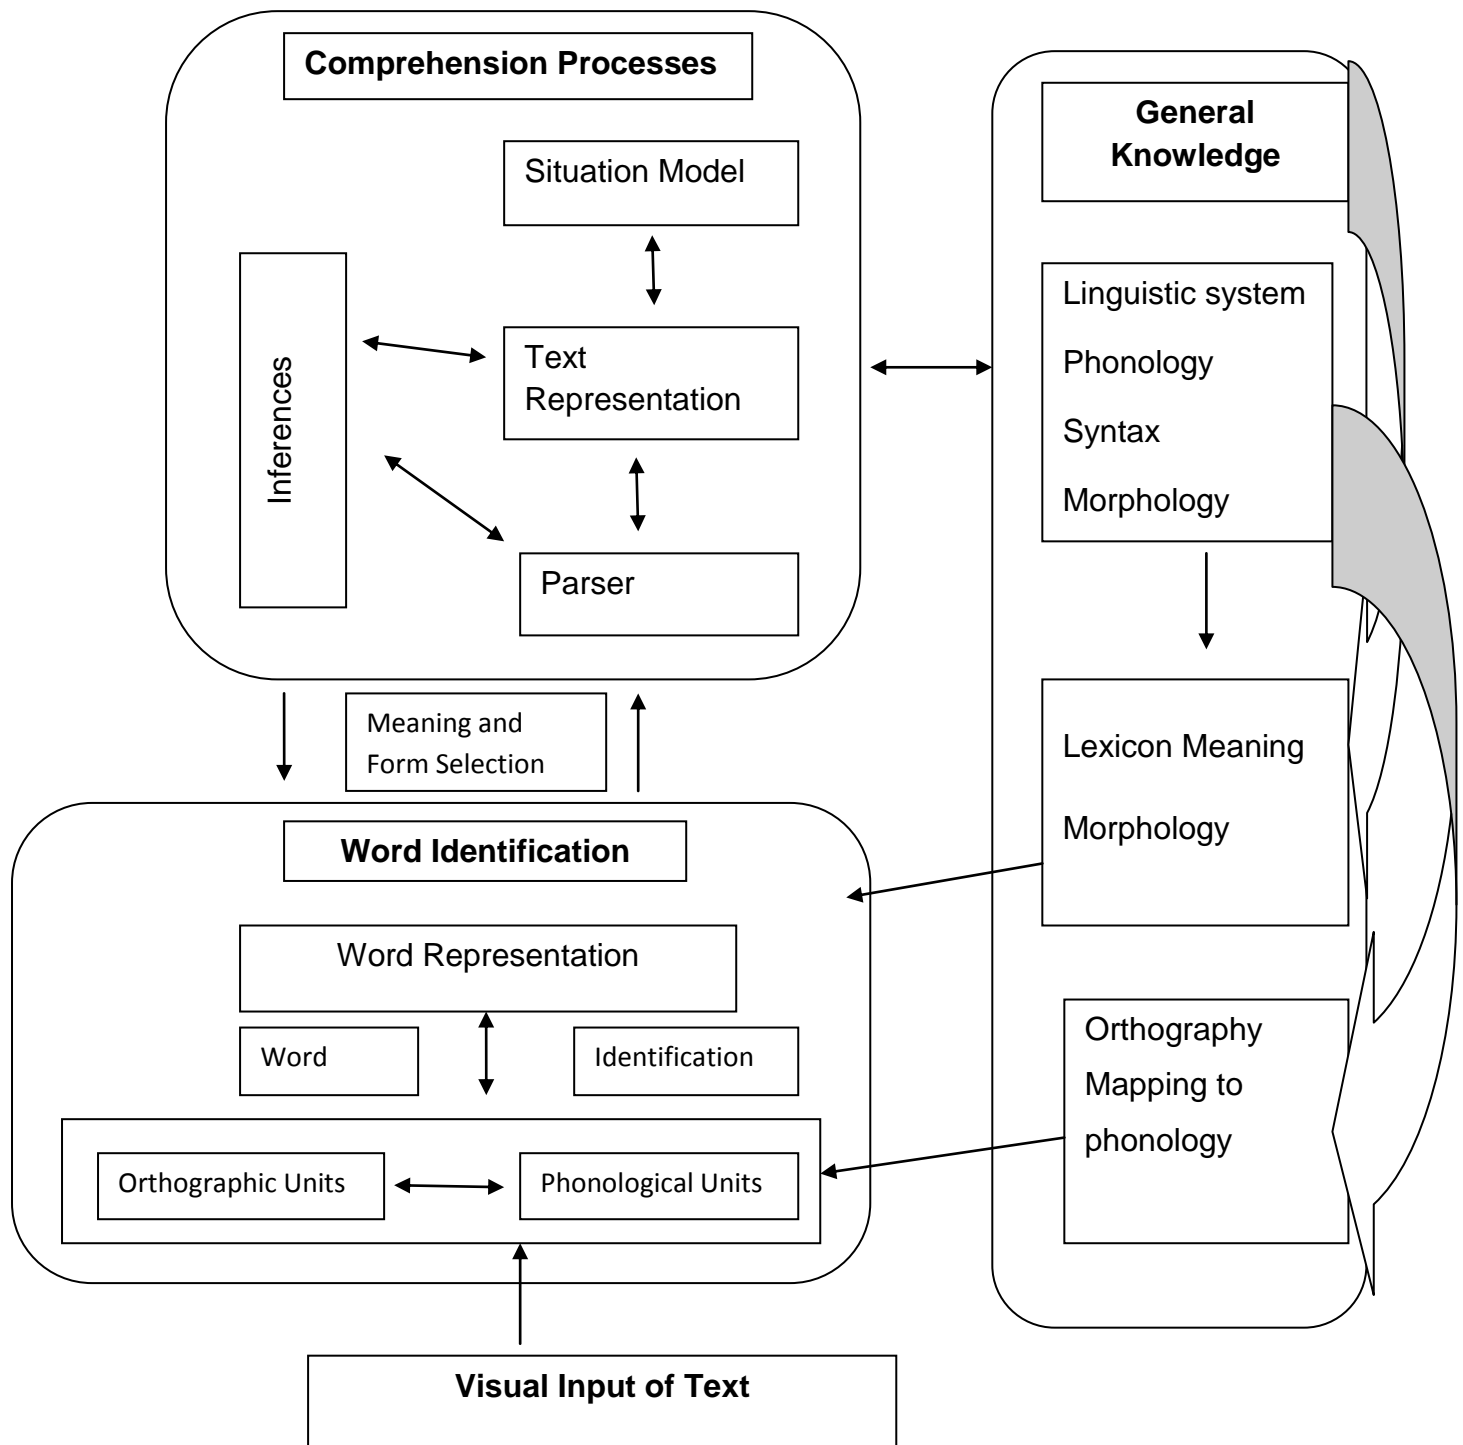 Comprehension Processes
Situation Model
Inferences
Text
Representation
Parser
Meaning and
Form Selection
Word Identification
Word Representation
Word
Identification
Orthographic Units
Phonological Units
Visual Input of Text
General
Knowledge
Linguistic system
Phonology
Syntax
Morphology
Lexicon Meaning
Morphology
Orthography
Mapping to
phonology